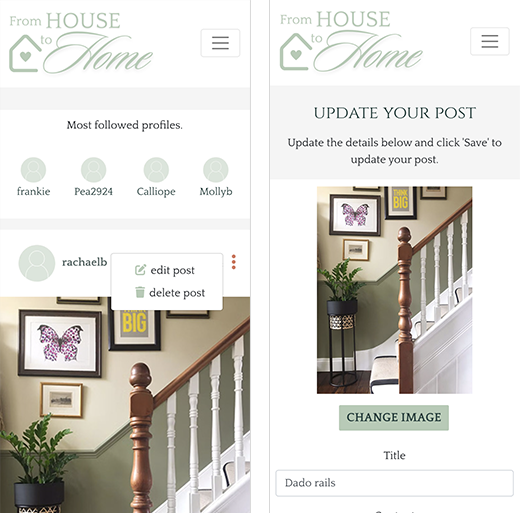 From HOUSE
to
Home
Most followed profiles.
frankie
Pea2924
Calliope
Mollyb
rachaelb
edit post
delete post
THINK
BIG
From HOUSE
to
Home
UPDATE YOUR POST
Update the details below and click 'Save' to
update your post.
THINK
BIG
CHANGE IMAGE
Title
Dado rails